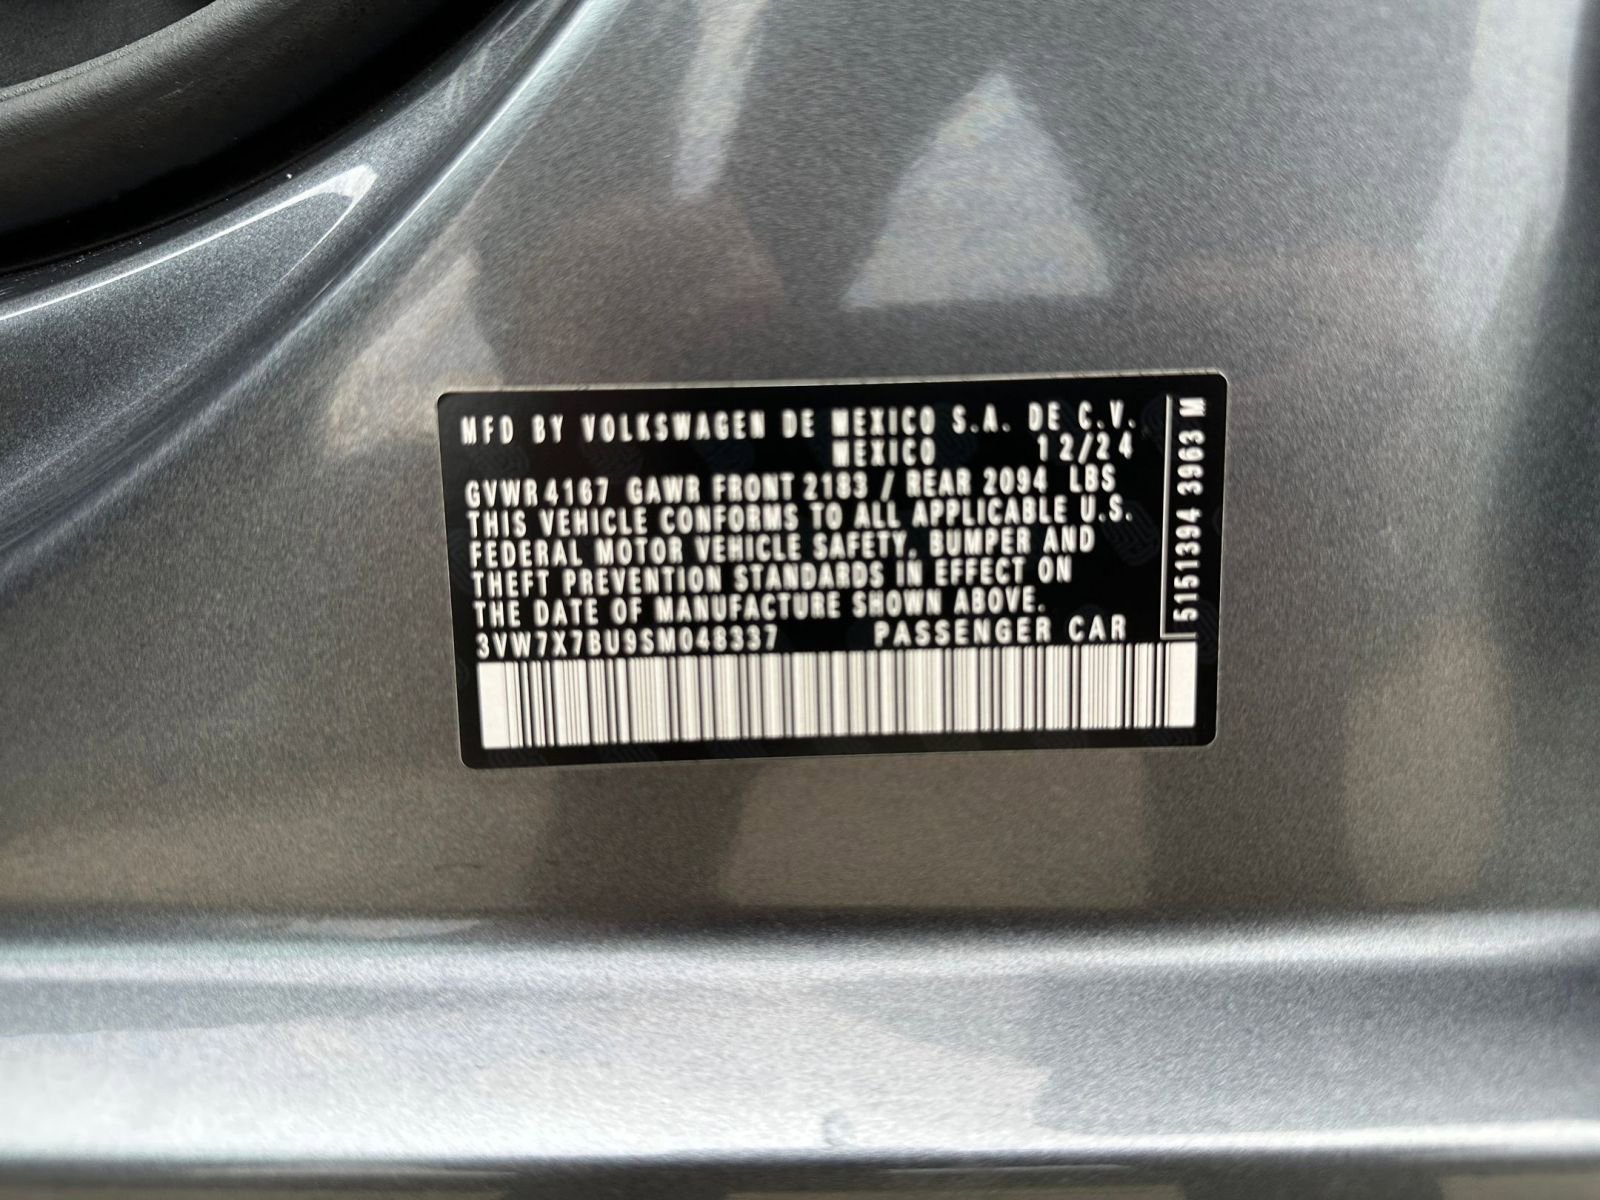 MFD BY VOLKSWAGEN DE MEXICO S.A. DE C.V.
MEXICO 12/24
GVWR 4167 GAWR FRONT 2183 / REAR 2094 LBS
THIS VEHICLE CONFORMS TO ALL APPLICABLE U.S.
FEDERAL MOTOR VEHICLE SAFETY, BUMPER AND
THEFT PREVENTION STANDARDS IN EFFECT ON
THE DATE OF MANUFACTURE SHOWN ABOVE.
3VW7X7BU9SM048337 PASSENGER CAR
5151394 3963 M